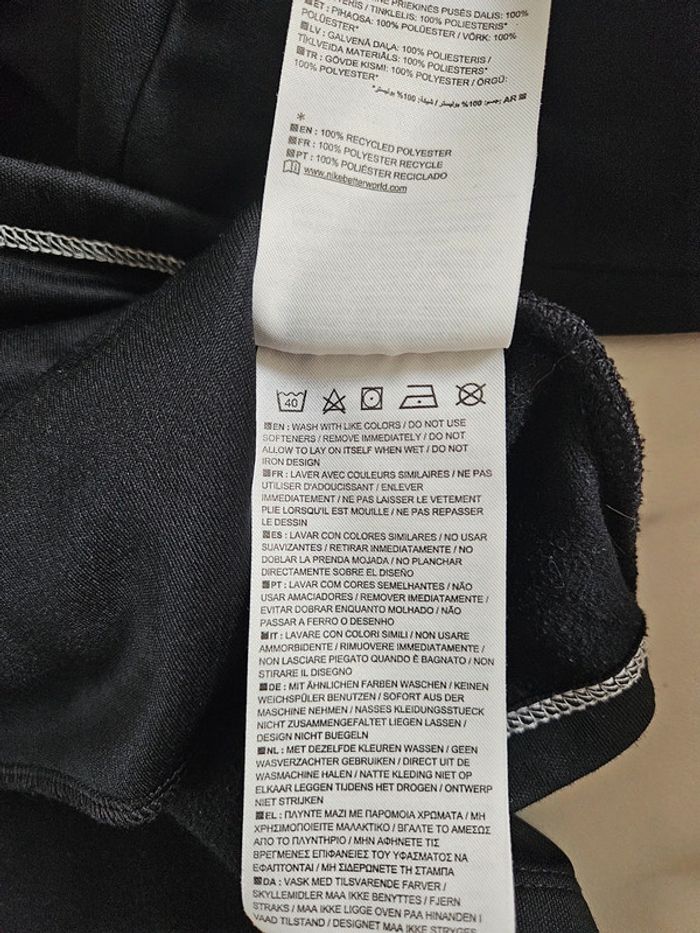 PRIEKINĖS PUSĖS DALIS: 100%
/ TINKLELIS: 100% POLIESTERIS*
ET : PIHAOSA: 100% POLÜESTER / VÕRK: 100%
POLÜESTER*
LV : GALVENĀ DAĻA: 100% POLIESTERIS /
TĪKLVEIDA MATERIĀLS: 100% POLIESTERS*
TR : GÖVDE KISMI: 100% POLYESTER / ÖRGÜ:
100% POLYESTER*
AR : جسم: 100% بوليستر / شبكة: 100% بوليستر*
*
EN : 100% RECYCLED POLYESTER
FR : 100% POLYESTER RECYCLE
PT : 100% POLIÉSTER RECICLADO
www.nikebetterworld.com
40
EN : WASH WITH LIKE COLORS / DO NOT USE
SOFTENERS / REMOVE IMMEDIATELY / DO NOT
ALLOW TO LAY ON ITSELF WHEN WET / DO NOT
IRON DESIGN
FR : LAVER AVEC COULEURS SIMILAIRES / NE PAS
UTILISER D'ADOUCISSANT / ENLEVER
IMMEDIATEMENT / NE PAS LAISSER LE VETEMENT
PLIE LORSQU'IL EST MOUILLE / NE PAS REPASSER
LE DESSIN
ES : LAVAR CON COLORES SIMILARES / NO USAR
SUAVIZANTES / RETIRAR INMEDIATAMENTE / NO
DOBLAR LA PRENDA MOJADA / NO PLANCHAR
DIRECTAMENTE SOBRE EL DISEÑO
PT : LAVAR COM CORES SEMELHANTES / NÃO
USAR AMACIADORES / REMOVER IMEDIATAMENTE /
EVITAR DOBRAR ENQUANTO MOLHADO / NÃO
PASSAR A FERRO O DESENHO
IT : LAVARE CON COLORI SIMILI / NON USARE
AMMORBIDENTE / RIMUOVERE IMMEDIATAMENTE /
NON LASCIARE PIEGATO QUANDO È BAGNATO / NON
STIRARE IL DISEGNO
DE : MIT ÄHNLICHEN FARBEN WASCHEN / KEINEN
WEICHSPÜLER BENUTZEN / SOFORT AUS DER
MASCHINE NEHMEN / NASSES KLEIDUNGSSTUECK
NICHT ZUSAMMENGEFALTET LIEGEN LASSEN /
DESIGN NICHT BUEGELN
NL : MET DEZELFDE KLEUREN WASSEN / GEEN
WASVERZACHTER GEBRUIKEN / DIRECT UIT DE
WASMACHINE HALEN / NATTE KLEDING NIET OP
ELKAAR LEGGEN TIJDENS HET DROGEN / ONTWERP
NIET STRIJKEN
EL : ΠΛΥΝΤΕ ΜΑΖΙ ΜΕ ΠΑΡΟΜΟΙΑ ΧΡΩΜΑΤΑ / ΜΗ
ΧΡΗΣΙΜΟΠΟΙΕΙΤΕ ΜΑΛΑΚΤΙΚΟ / ΒΓΑΛΤΕ ΤΟ ΑΜΕΣΩΣ
ΑΠΟ ΤΟ ΠΛΥΝΤΗΡΙΟ / ΜΗΝ ΑΦΗΝΕΤΕ ΤΙΣ
ΒΡΕΓΜΕΝΕΣ ΕΠΙΦΑΝΕΙΕΣ ΤΟΥ ΥΦΑΣΜΑΤΟΣ ΝΑ
ΕΦΑΠΤΟΝΤΑΙ / ΜΗ ΣΙΔΕΡΩΝΕΤΕ ΤΗ ΣΤΑΜΠΑ
DA : VASK MED TILSVARENDE FARVER /
SKYLLEMIDLER MAA IKKE BENYTTES / FJERN
STRAKS / MAA IKKE LIGGE OVEN PAA HINANDEN I
VAAD TILSTAND / DESIGNET MAA IKKE STRYGES